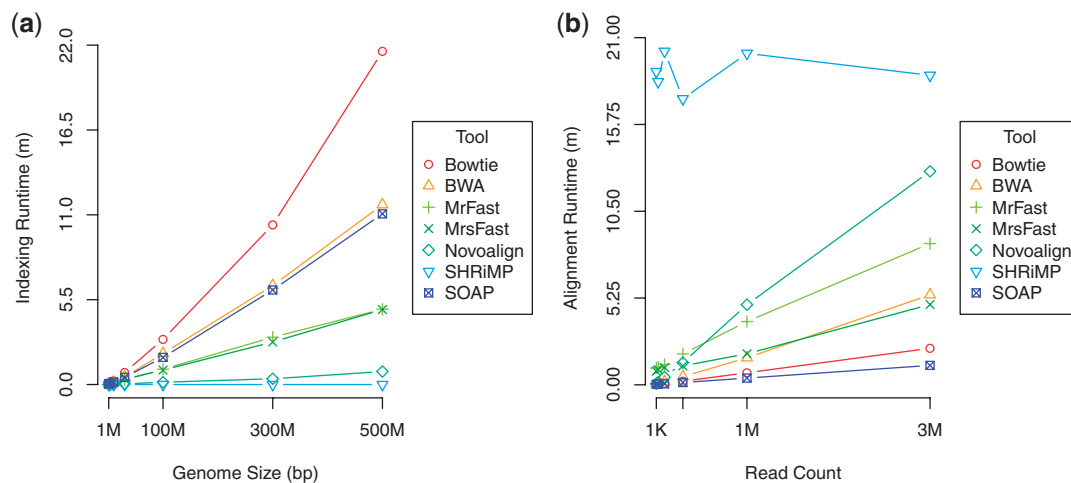 (a)
Indexing Runtime (m)
22.0
16.5
11.0
5.5
0.0
1M 100M 300M 500M
Genome Size (bp)
Tool
Bowtie
BWA
MrFast
MrsFast
Novoalign
SHRiMP
SOAP
(b)
Alignment Runtime (m)
21.00
15.75
10.50
5.25
0.00
1K 1M 3M
Read Count
Tool
Bowtie
BWA
MrFast
MrsFast
Novoalign
SHRiMP
SOAP